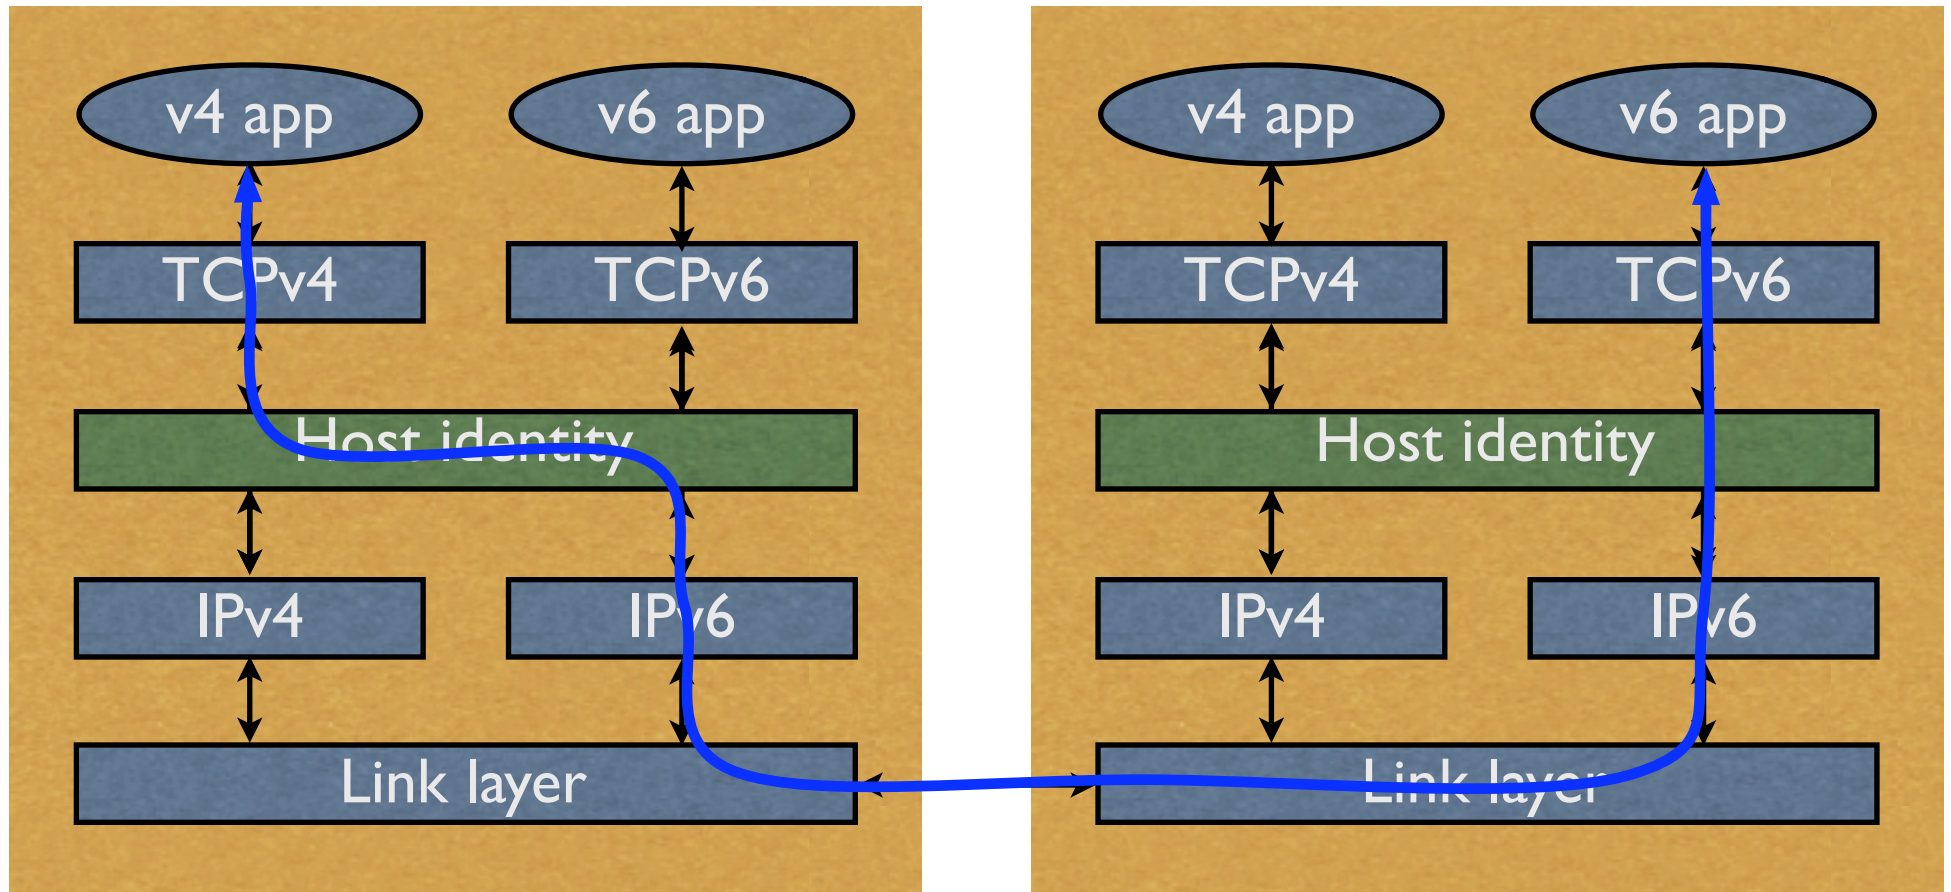 v4 app
v6 app
TCPv4
TCPv6
Host identity
IPv4
IPv6
Link layer
v4 app
v6 app
TCPv4
TCPv6
Host identity
IPv4
IPv6
Link layer